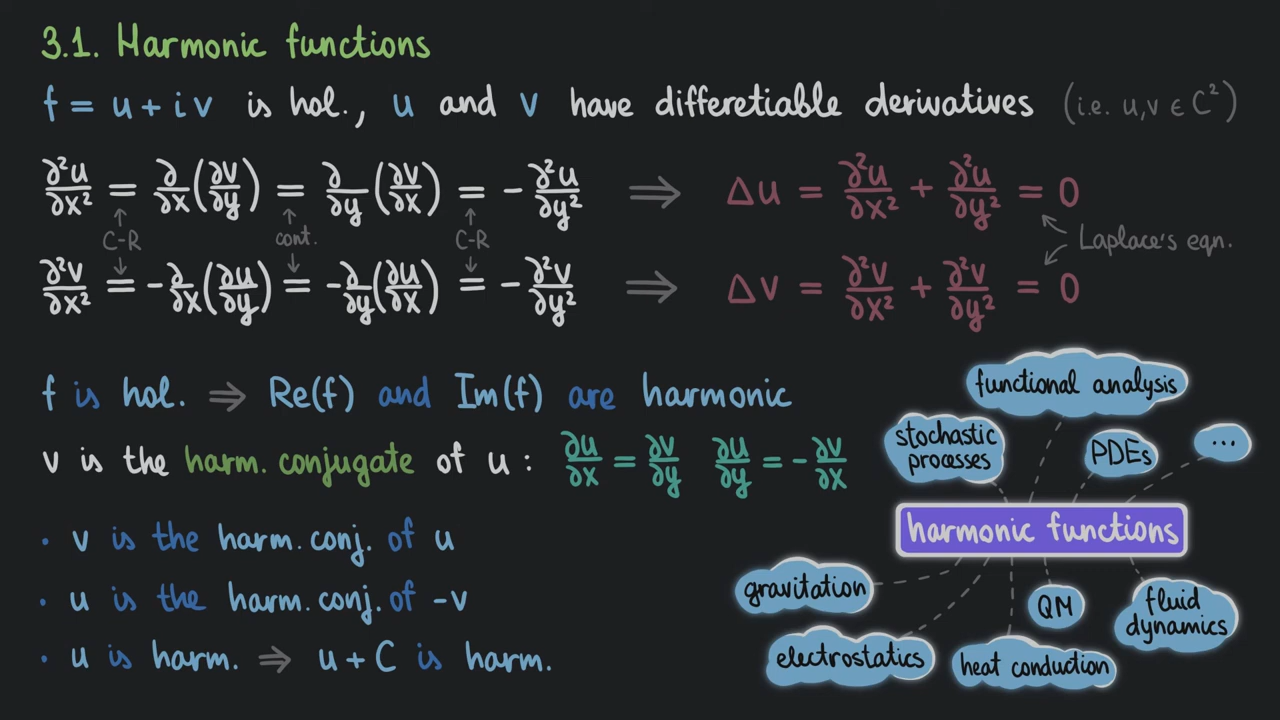 3.1. Harmonic functions
f = u + i v is hol., u and v have differetiable derivatives (i.e. u,v ∈ C²)
∂²u/∂x² = ∂/∂x(∂v/∂y) = ∂/∂y(∂v/∂x) = - ∂²u/∂y² ⇒ Δu = ∂²u/∂x² + ∂²u/∂y² = 0
C-R cont. C-R Laplace's eqn.
∂²v/∂x² = -∂/∂x(∂u/∂y) = -∂/∂y(∂u/∂x) = - ∂²v/∂y² ⇒ Δv = ∂²v/∂x² + ∂²v/∂y² = 0
f is hol. ⇒ Re(f) and Im(f) are harmonic
v is the harm. conjugate of u : ∂u/∂x = ∂v/∂y ∂u/∂y = - ∂v/∂x
• v is the harm. conj. of u
• u is the harm. conj. of -v
• u is harm. ⇒ u + C is harm.
functional analysis
stochastic
processes
PDEs
...
harmonic functions
gravitation
QM
fluid
dynamics
electrostatics
heat conduction